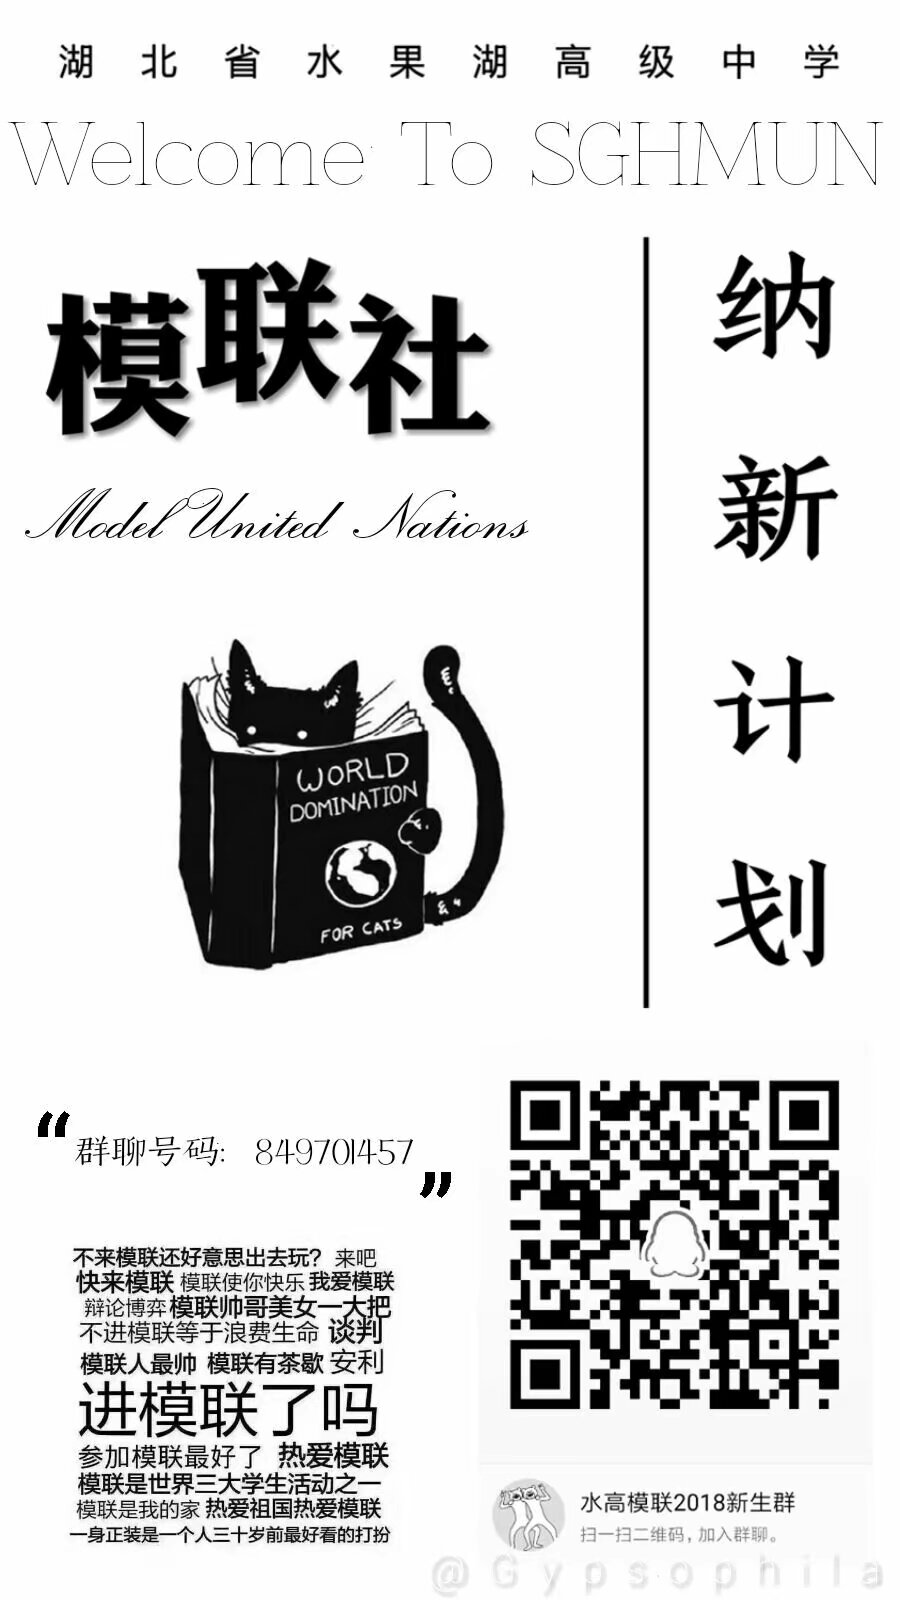 湖北省水果湖高级中学
Welcome To SGHMUN
模联社
纳新计划
Model United Nations
WORLD
DOMINATION
FOR CATS
“群聊号码: 849701457”
不来模联还好意思出去玩? 来吧
快来模联 模联使你快乐 我爱模联
辩论博弈 模联帅哥美女一大把
不进模联等于浪费生命 谈判
模联人最帅 模联有茶歇 安利
进模联了吗
参加模联最好了 热爱模联
模联是世界三大学生活动之一
模联是我的家 热爱祖国热爱模联
一身正装是一个人三十岁前最好看的打扮
水高模联2018新生群
扫一扫二维码,加入群聊。
@Gypsophila